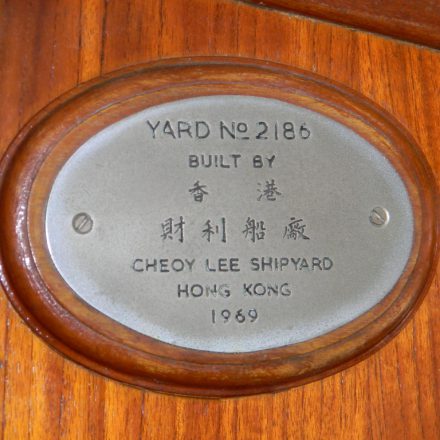 YARD No 2186
BUILT BY
香 港
財利船廠
CHEOY LEE SHIPYARD
HONG KONG
1969